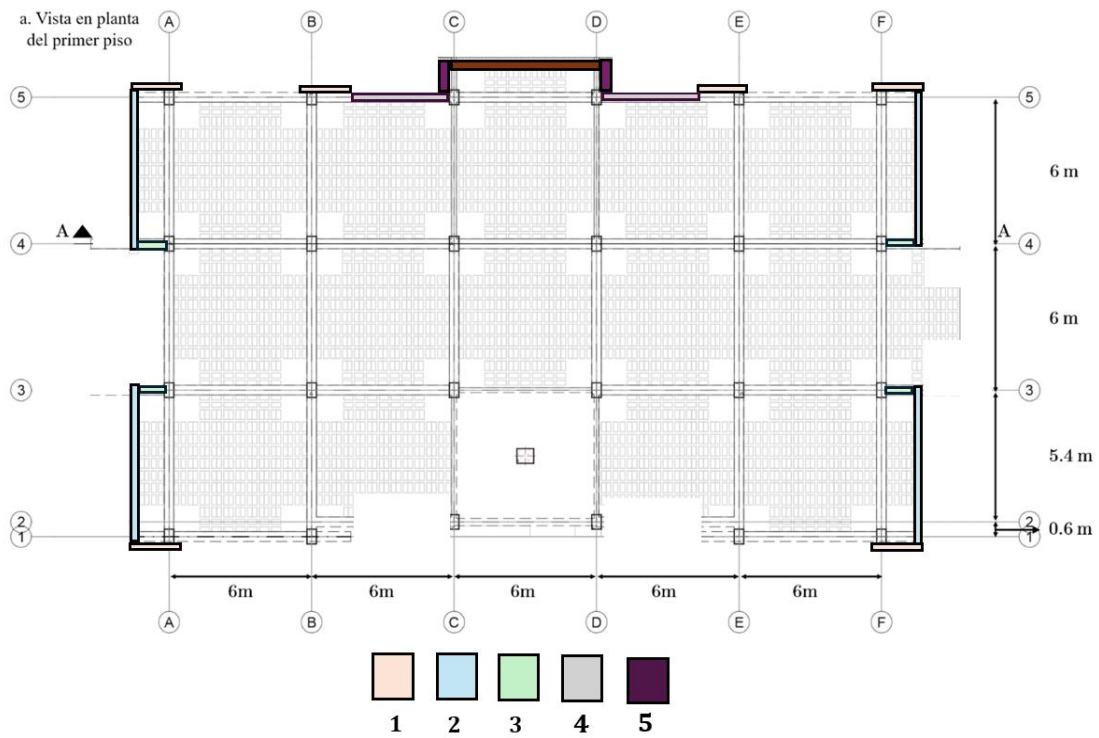 a. Vista en planta
del primer piso
A B C D E F
5 5
6 m
A A
4 4
6 m
3 3
5.4 m
2 2
0.6 m
1 1
6m 6m 6m 6m 6m
A B C D E F
1 2 3 4 5